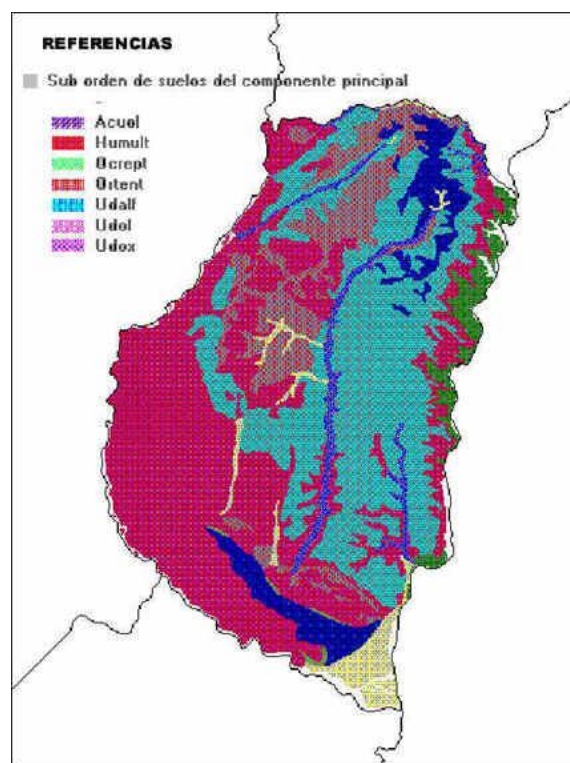 REFERENCIAS
Sub orden de suelos del componente principal
Acuol
Humult
Ocrept
Ortent
Udalf
Udol
Udox